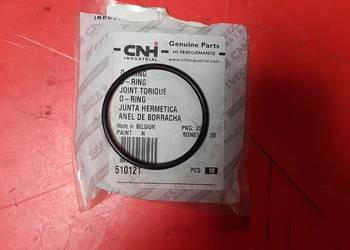 CNH
INDUSTRIAL
Genuine Parts
HI PERFORMANCE
cnhindustrial.com
O-RING
O-RING
JOINT TORIQUE
O-RING
JUNTA HERMETICA
ANEL DE BORRACHA
Made in BELGIUM
PAINT N
PKG:
20
510121
PCS 10